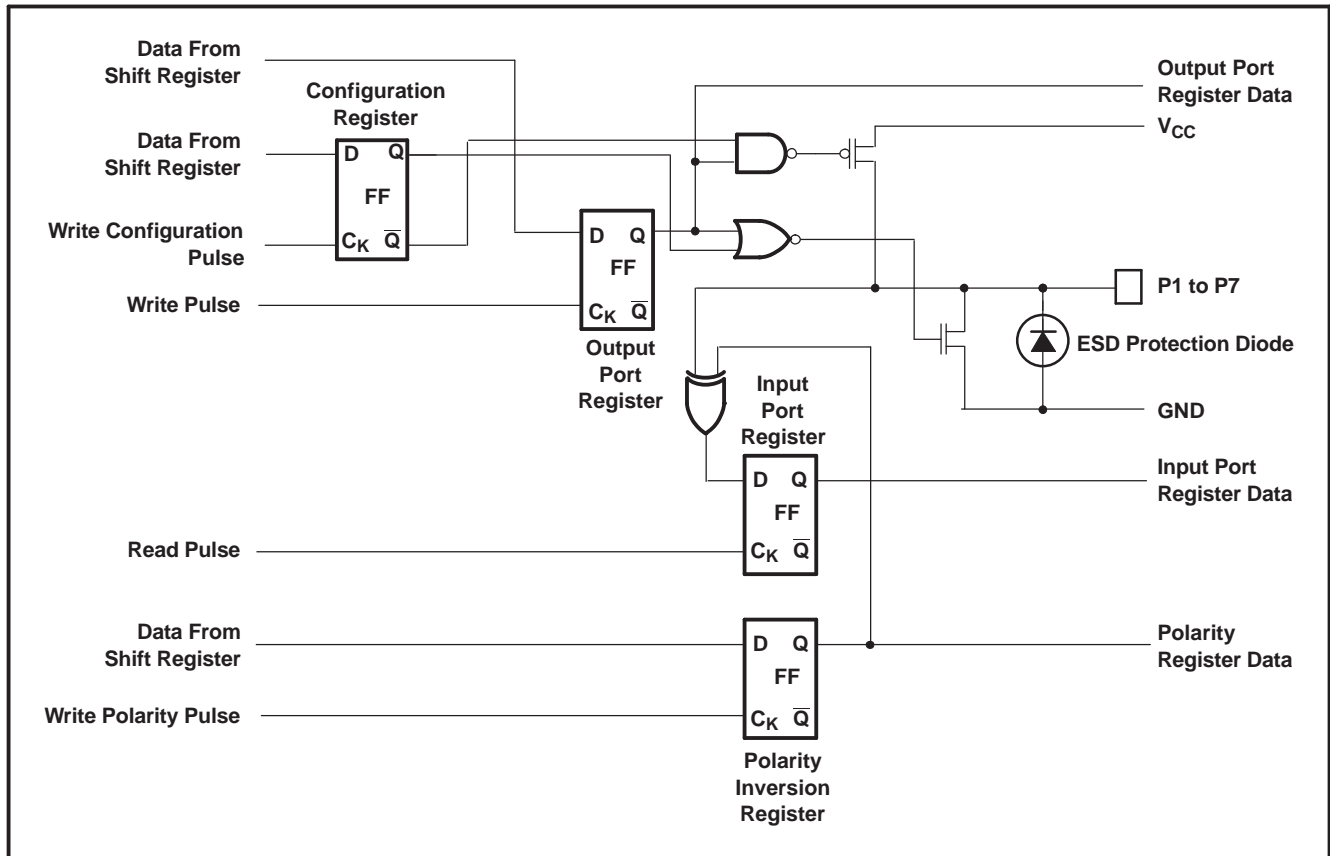 Data From
Shift Register
Configuration
Register
Data From
Shift Register
D Q
FF
CK Q
Write Configuration
Pulse
Write Pulse
D Q
FF
CK Q
Output
Port
Register
Output Port
Register Data
VCC
P1 to P7
ESD Protection Diode
GND
Input
Port
Register
D Q
FF
CK Q
Input Port
Register Data
Read Pulse
Data From
Shift Register
D Q
FF
CK Q
Polarity
Register Data
Write Polarity Pulse
Polarity
Inversion
Register